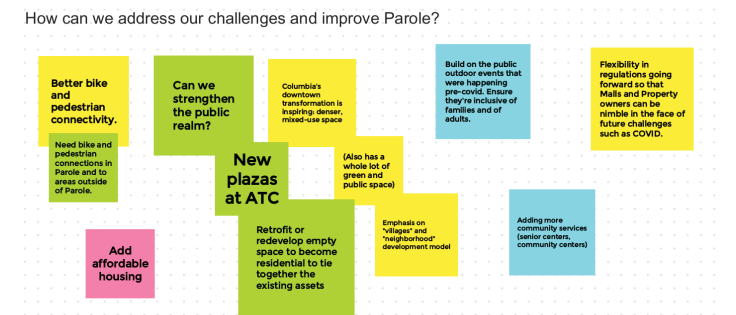 How can we address our challenges and improve Parole?
Better bike
and
pedestrian
connectivity.
Need bike and
pedestrian
connections in
Parole and to
areas outside
of Parole.
Can we
strengthen
the public
realm?
New
plazas
at ATC
Columbia's
downtown
transformation is
inspiring: denser,
mixed-use space
(Also has a
whole lot of
green and
public space)
Emphasis on
"villages" and
"neighborhood"
development model
Retrofit or
redevelop empty
space to become
residential to tie
together the
existing assets
Add
affordable
housing
Build on the public
outdoor events that
were happening
pre-covid. Ensure
they're inclusive of
families and of
adults.
Adding more
community services
(senior centers,
community centers)
Flexibility in
regulations going
forward so that
Malls and Property
owners can be
nimble in the face of
future challenges
such as COVID.